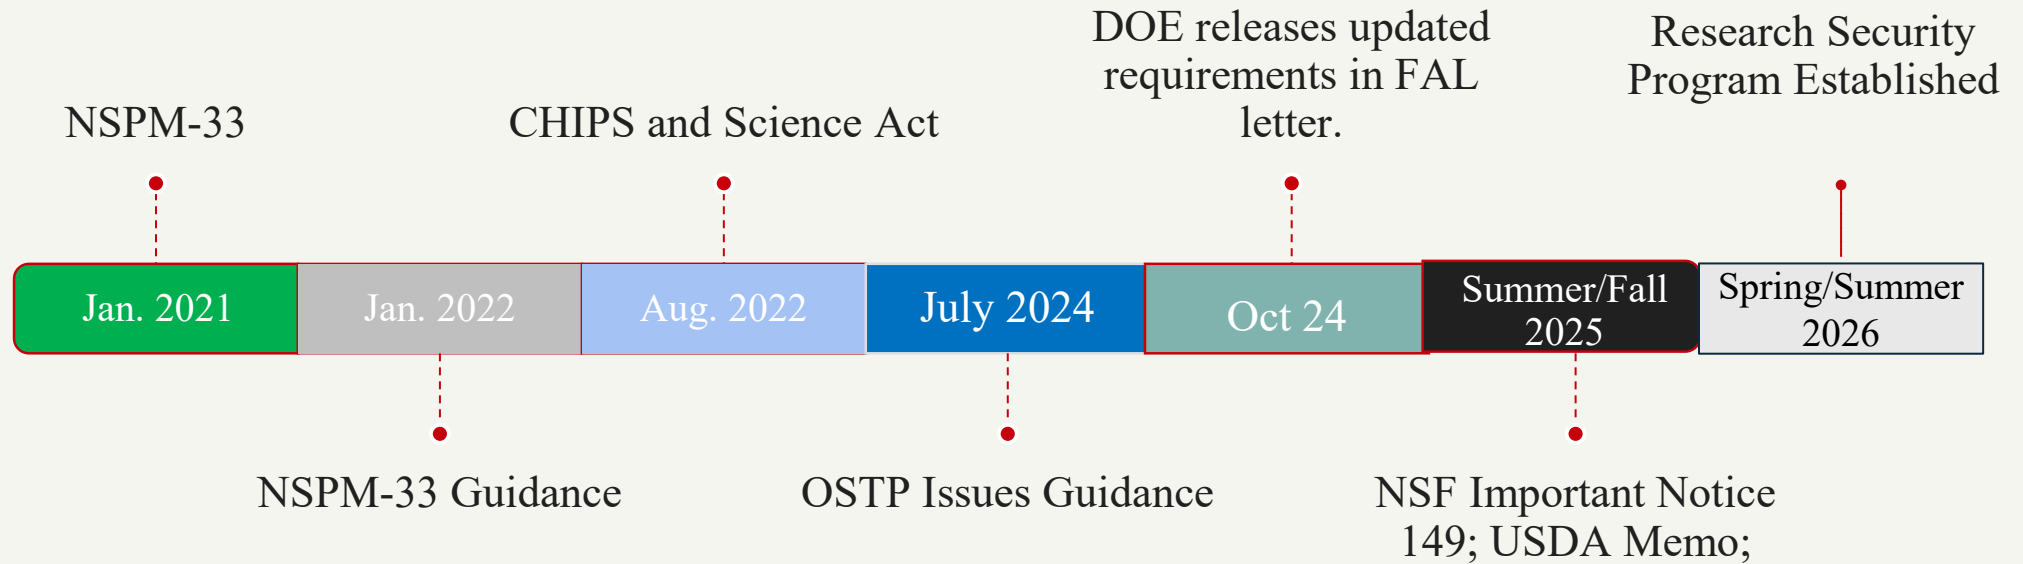 NSPM-33
CHIPS and Science Act
DOE releases updated
requirements in FAL
letter.
Research Security
Program Established
Jan. 2021
Jan. 2022
Aug. 2022
July 2024
Oct 24
Summer/Fall
2025
Spring/Summer
2026
NSPM-33 Guidance
OSTP Issues Guidance
NSF Important Notice
149; USDA Memo;